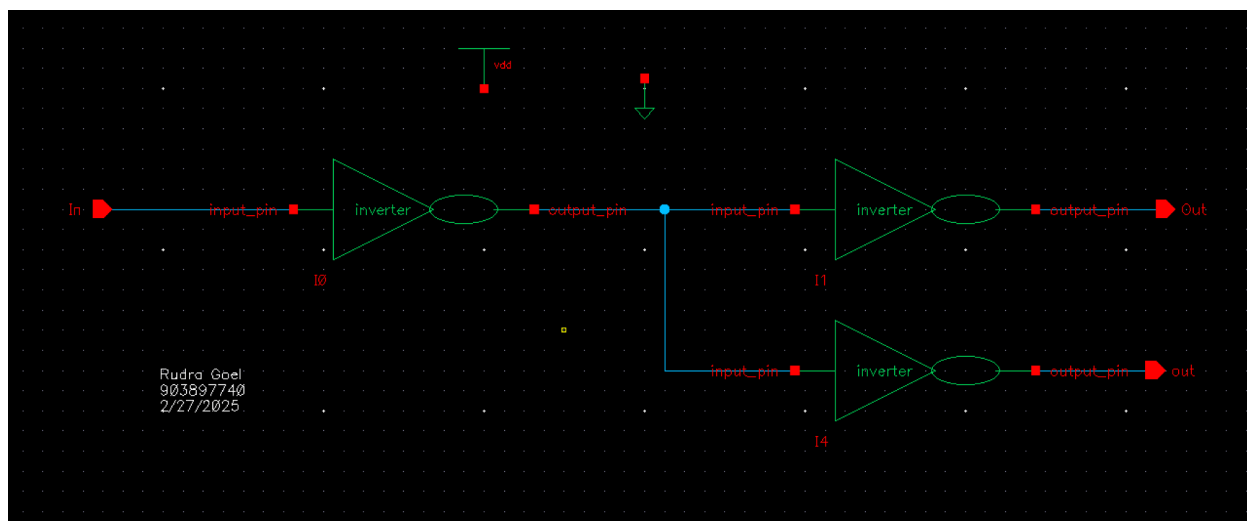 vdd
In input_pin inverter output_pin input_pin inverter output_pin Out
I0 I1
input_pin inverter output_pin out
Rudra Goel
903897740
2/27/2025
I4